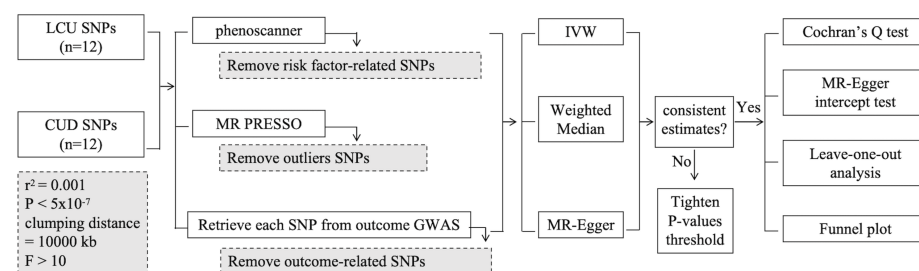 LCU SNPs
(n=12)
CUD SNPs
(n=12)
r² = 0.001
P < 5x10⁻⁷
clumping distance
= 10000 kb
F > 10
phenoscanner
Remove risk factor-related SNPs
MR PRESSO
Remove outliers SNPs
Retrieve each SNP from outcome GWAS
Remove outcome-related SNPs
IVW
Weighted
Median
MR-Egger
consistent
estimates?
Yes
No
Tighten
P-values
threshold
Cochran's Q test
MR-Egger
intercept test
Leave-one-out
analysis
Funnel plot